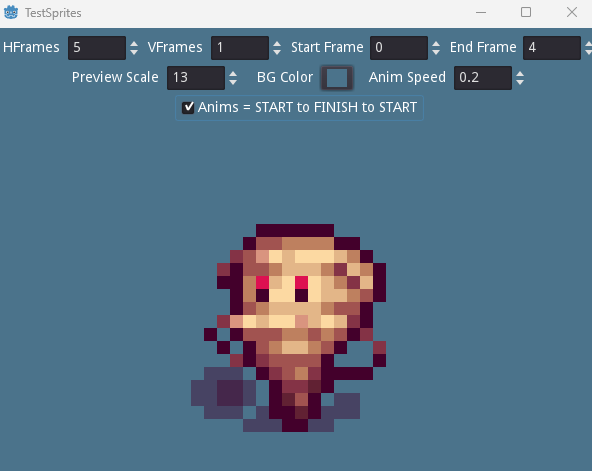 TestSprites
HFrames 5 VFrames 1 Start Frame 0 End Frame 4
Preview Scale 13 BG Color Anim Speed 0.2
Anims = START to FINISH to START